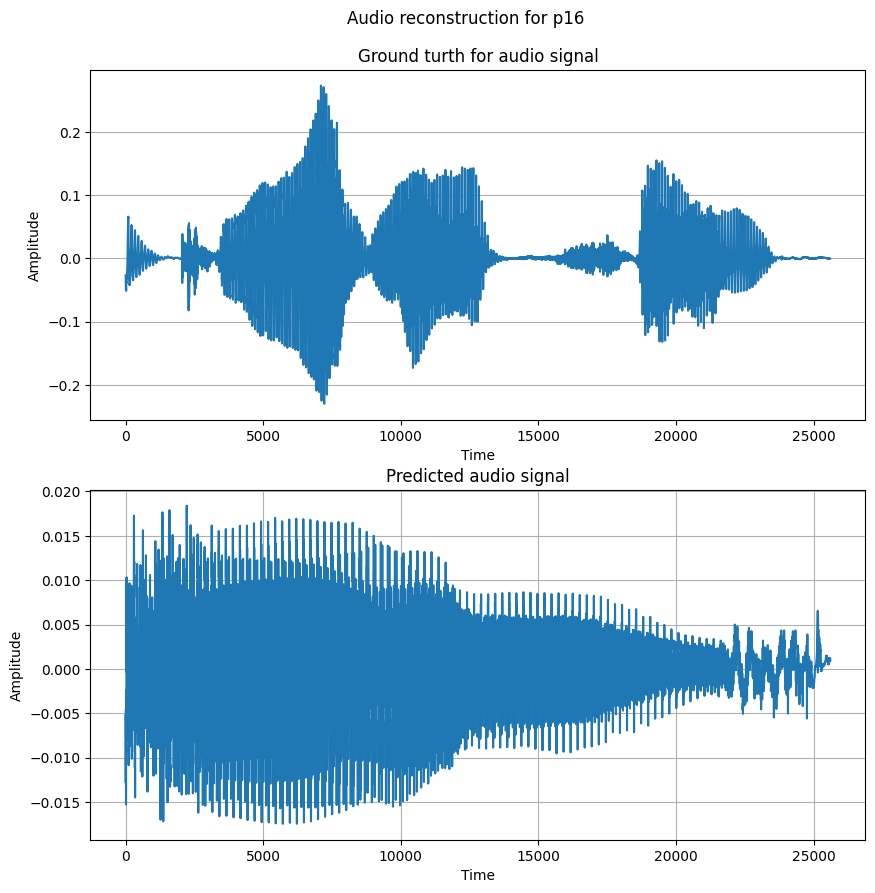 Audio reconstruction for p16
Ground turth for audio signal
0.2
0.1
0.0
−0.1
−0.2
Amplitude
0 5000 10000 15000 20000 25000
Time
Predicted audio signal
0.020
0.015
0.010
0.005
0.000
−0.005
−0.010
−0.015
Amplitude
0 5000 10000 15000 20000 25000
Time